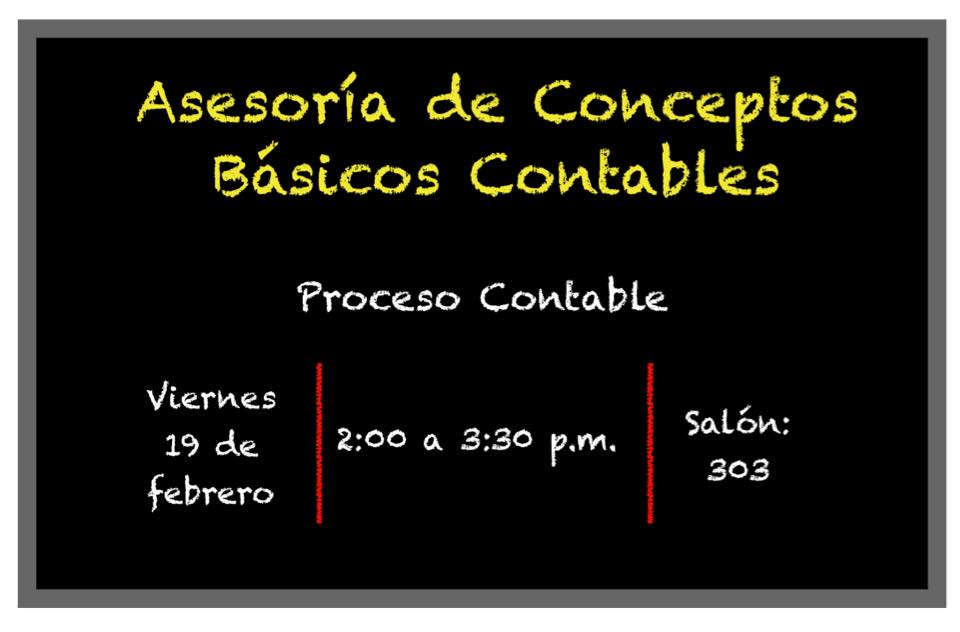 Asesoría de Conceptos
Básicos Contables
Proceso Contable
Viernes
19 de
febrero
2:00 a 3:30 p.m.
Salón:
303